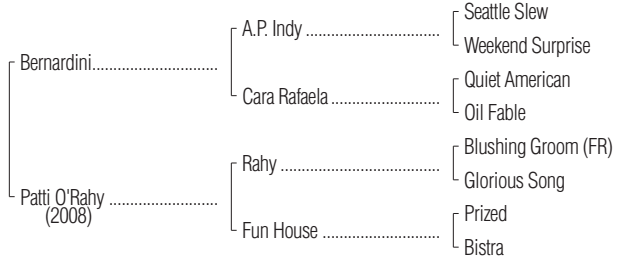 Seattle Slew
A.P. Indy ..............................
Weekend Surprise
Bernardini............................
Quiet American
Cara Rafaela ........................
Oil Fable
Blushing Groom (FR)
Rahy ....................................
Glorious Song
Patti O'Rahy ........................
(2008)
Prized
Fun House ..........................
Bistra